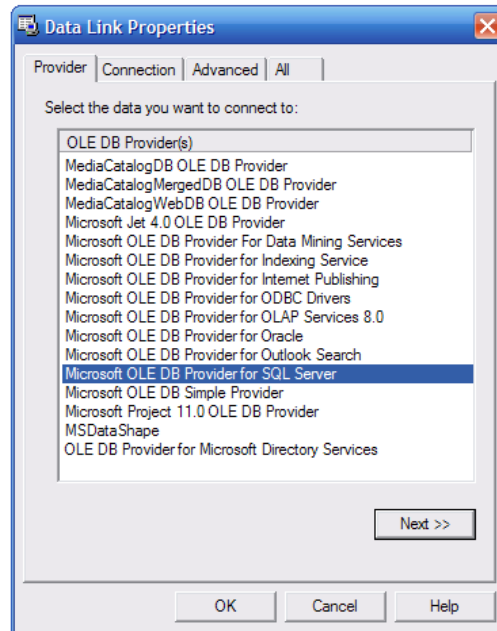 Data Link Properties
Provider Connection Advanced All
Select the data you want to connect to:
OLE DB Provider(s)
MediaCatalogDB OLE DB Provider
MediaCatalogMergedDB OLE DB Provider
MediaCatalogWebDB OLE DB Provider
Microsoft Jet 4.0 OLE DB Provider
Microsoft OLE DB Provider For Data Mining Services
Microsoft OLE DB Provider for Indexing Service
Microsoft OLE DB Provider for Internet Publishing
Microsoft OLE DB Provider for ODBC Drivers
Microsoft OLE DB Provider for OLAP Services 8.0
Microsoft OLE DB Provider for Oracle
Microsoft OLE DB Provider for Outlook Search
Microsoft OLE DB Provider for SQL Server
Microsoft OLE DB Simple Provider
Microsoft Project 11.0 OLE DB Provider
MSDataShape
OLE DB Provider for Microsoft Directory Services
Next >>
OK Cancel Help